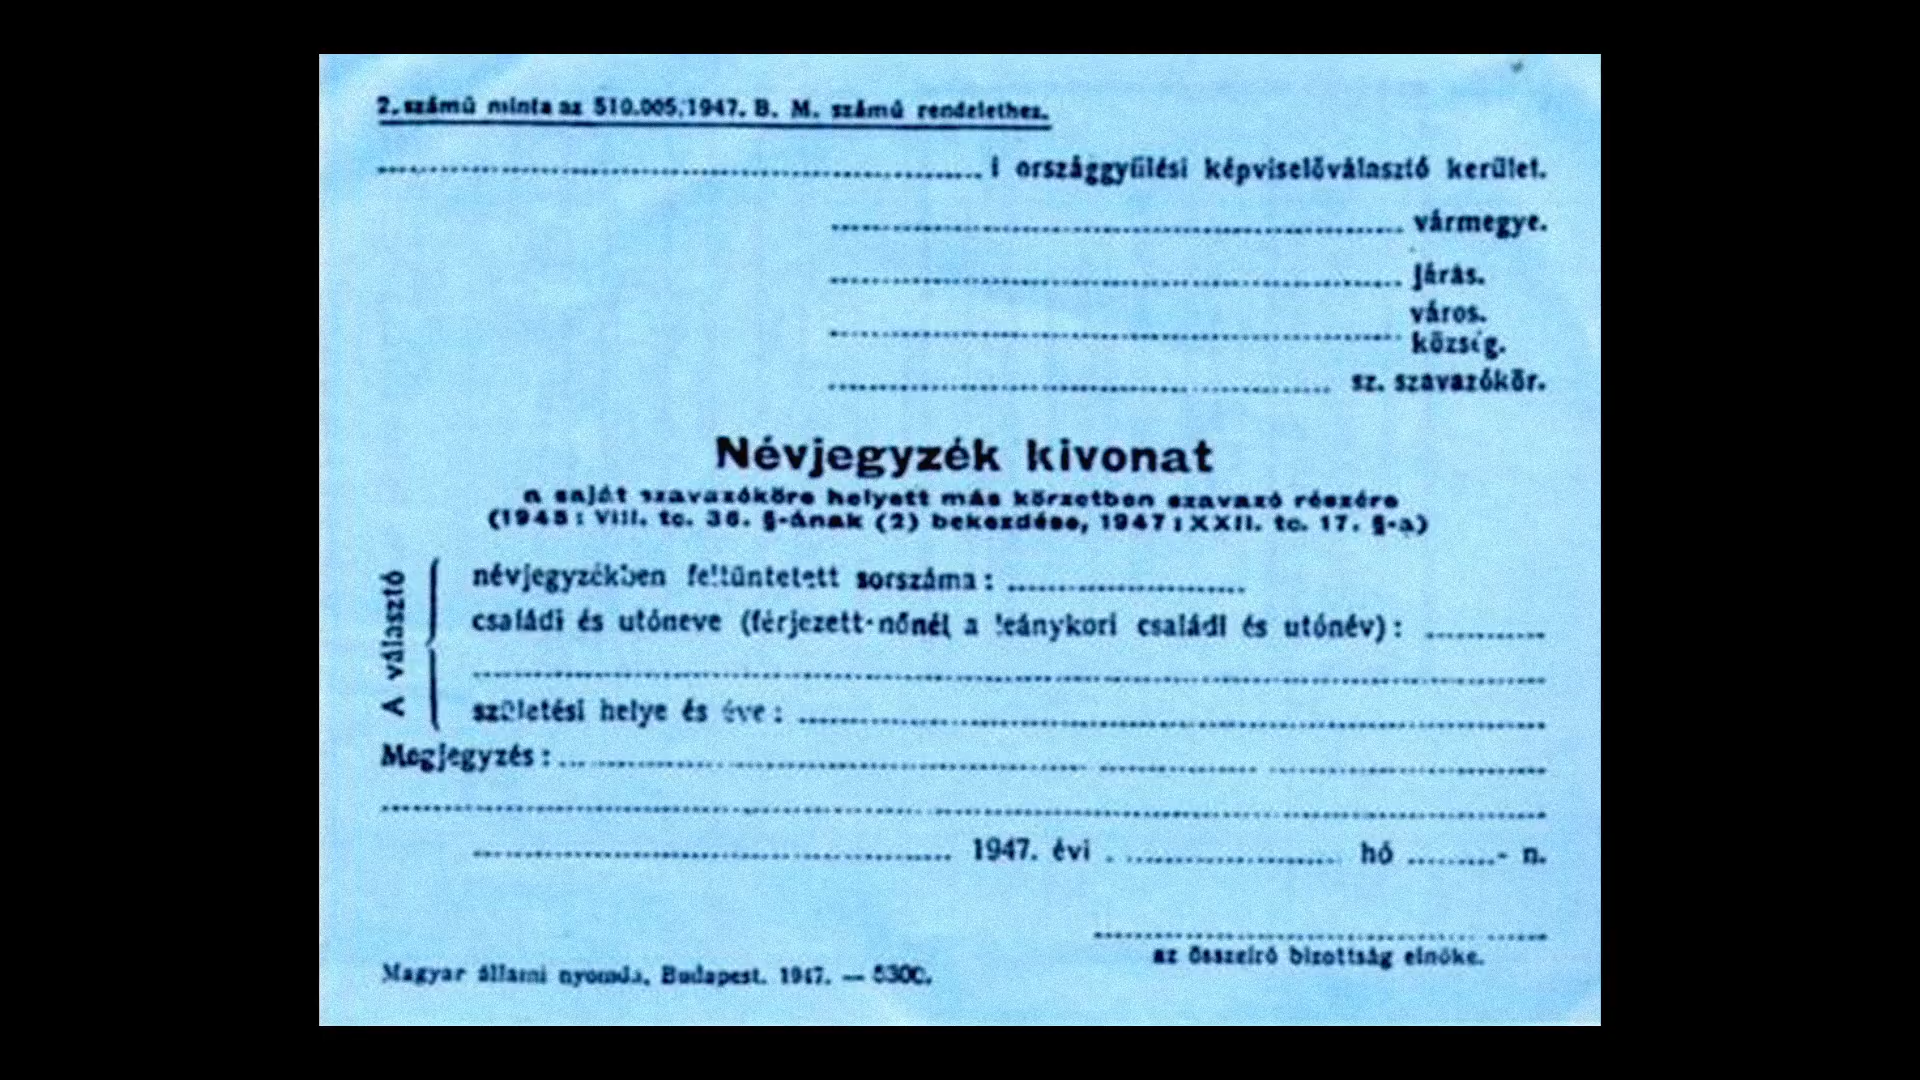 2. számú minta az 510.005/1947. B. M. számú rendelethez.
i országgyűlési képviselőválasztó kerület.
vármegye.
járás.
város.
község.
sz. szavazókör.
Névjegyzék kivonat
a saját szavazóköre helyett más körzetben szavazó részére
(1945 : VIII. tc. 36. §-ának (2) bekezdése, 1947 : XXII. tc. 17. §-a)
A választó
névjegyzékben feltüntetett sorszáma :
családi és utóneve (férjezett-nőnél a leánykori családi és utónév) :
születési helye és éve :
Megjegyzés :
1947. évi hó - n.
az összeíró bizottság elnöke.
Magyar állami nyomda, Budapest. 1947. —